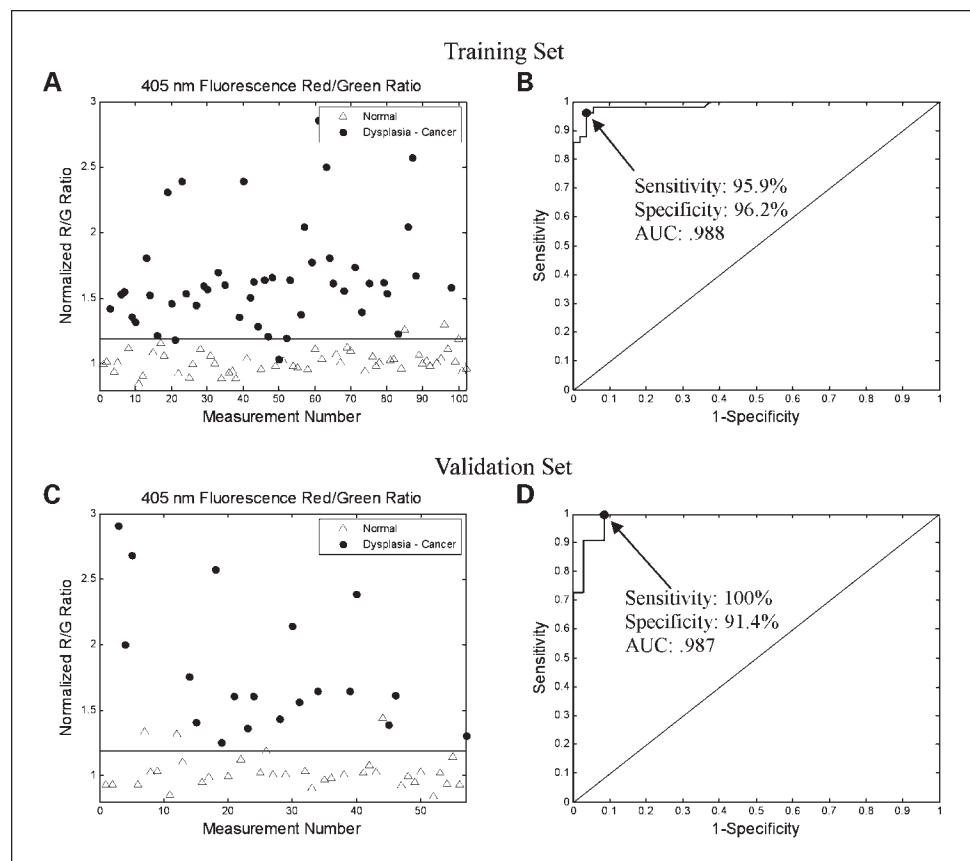 Training Set
A
405 nm Fluorescence Red/Green Ratio
Normalized R/G Ratio
3
2.5
2
1.5
1
Normal
Dysplasia - Cancer
0 10 20 30 40 50 60 70 80 90 100
Measurement Number
B
Sensitivity
1
0.9
0.8
0.7
0.6
0.5
0.4
0.3
0.2
0.1
0
Sensitivity: 95.9%
Specificity: 96.2%
AUC: .988
0 0.1 0.2 0.3 0.4 0.5 0.6 0.7 0.8 0.9 1
1-Specificity
Validation Set
C
405 nm Fluorescence Red/Green Ratio
Normalized R/G Ratio
3
2.5
2
1.5
1
Normal
Dysplasia - Cancer
0 10 20 30 40 50
Measurement Number
D
Sensitivity
1
0.9
0.8
0.7
0.6
0.5
0.4
0.3
0.2
0.1
0
Sensitivity: 100%
Specificity: 91.4%
AUC: .987
0 0.1 0.2 0.3 0.4 0.5 0.6 0.7 0.8 0.9 1
1-Specificity